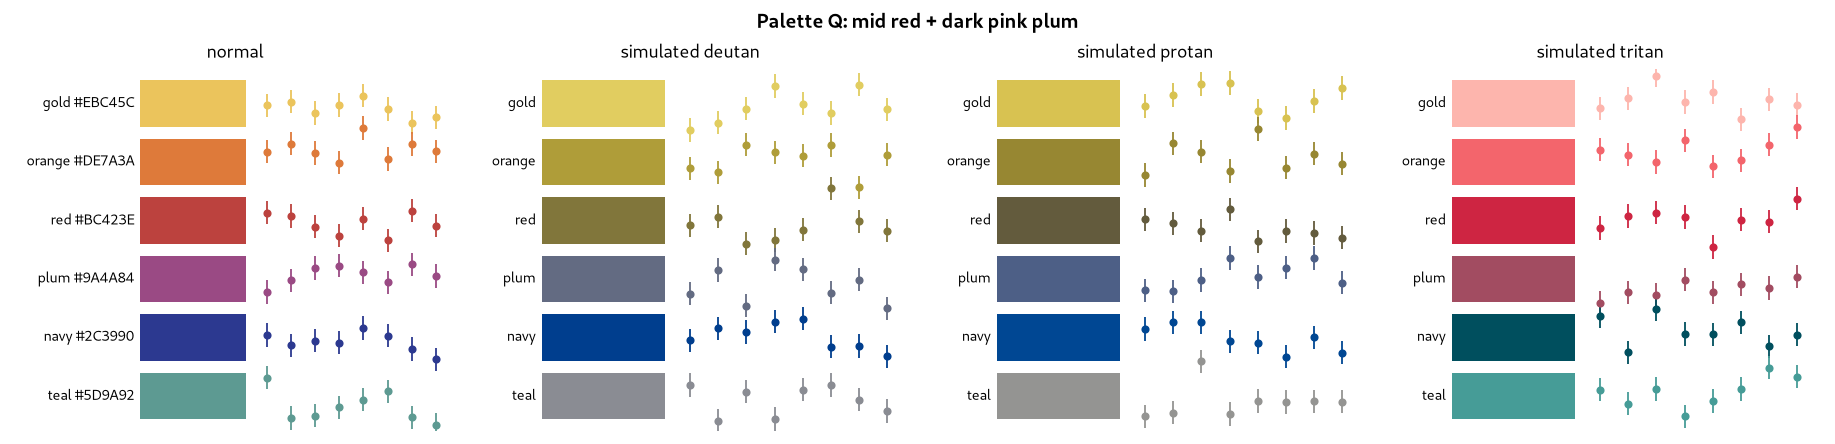 Palette Q: mid red + dark pink plum
normal
gold #EBC45C
orange #DE7A3A
red #BC423E
plum #9A4A84
navy #2C3990
teal #5D9A92
simulated deutan
gold
orange
red
plum
navy
teal
simulated protan
gold
orange
red
plum
navy
teal
simulated tritan
gold
orange
red
plum
navy
teal